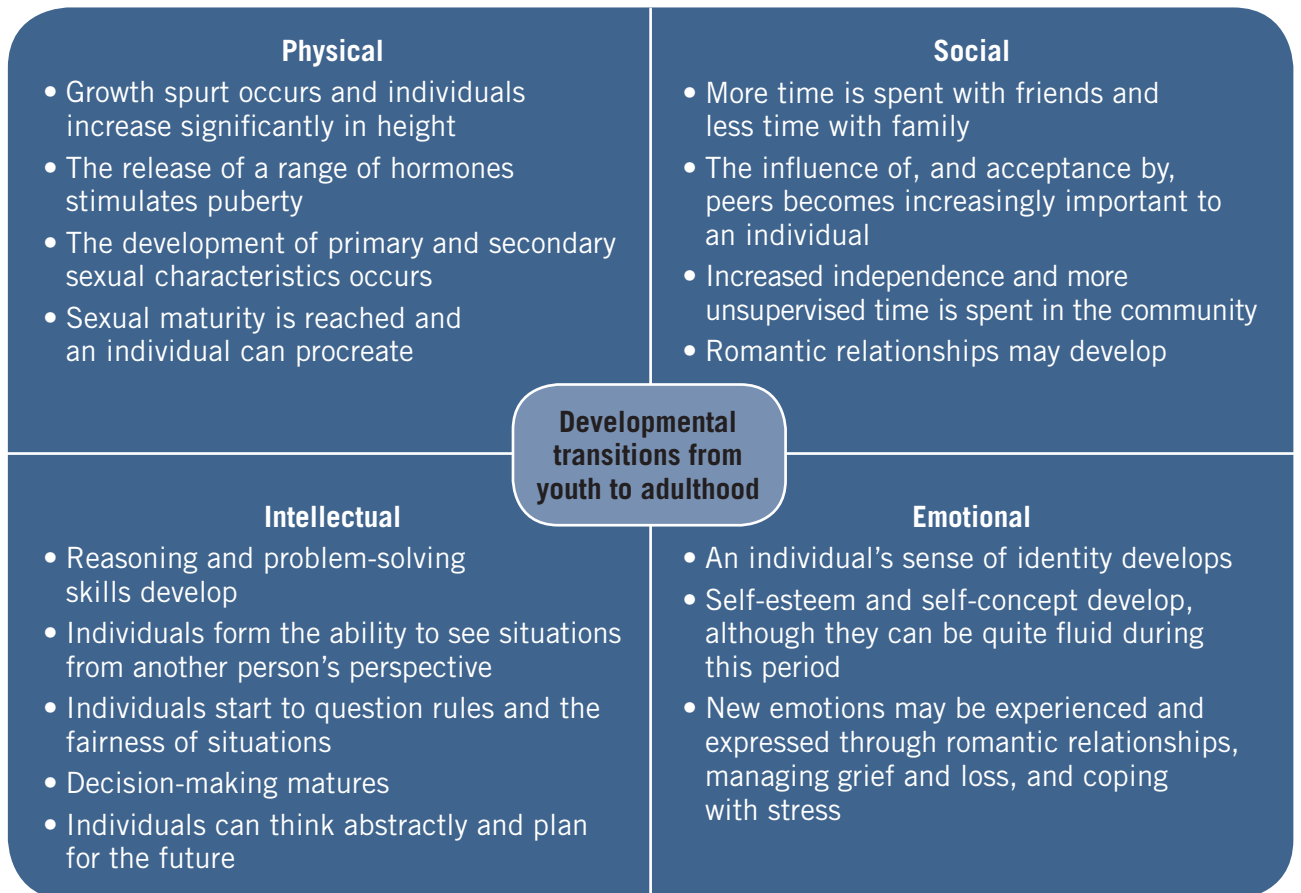 Physical
• Growth spurt occurs and individuals
increase significantly in height
• The release of a range of hormones
stimulates puberty
• The development of primary and secondary
sexual characteristics occurs
• Sexual maturity is reached and
an individual can procreate
Social
• More time is spent with friends and
less time with family
• The influence of, and acceptance by,
peers becomes increasingly important to
an individual
• Increased independence and more
unsupervised time is spent in the community
• Romantic relationships may develop
Developmental
transitions from
youth to adulthood
Intellectual
• Reasoning and problem-solving
skills develop
• Individuals form the ability to see situations
from another person’s perspective
• Individuals start to question rules and the
fairness of situations
• Decision-making matures
• Individuals can think abstractly and plan
for the future
Emotional
• An individual’s sense of identity develops
• Self-esteem and self-concept develop,
although they can be quite fluid during
this period
• New emotions may be experienced and
expressed through romantic relationships,
managing grief and loss, and coping
with stress